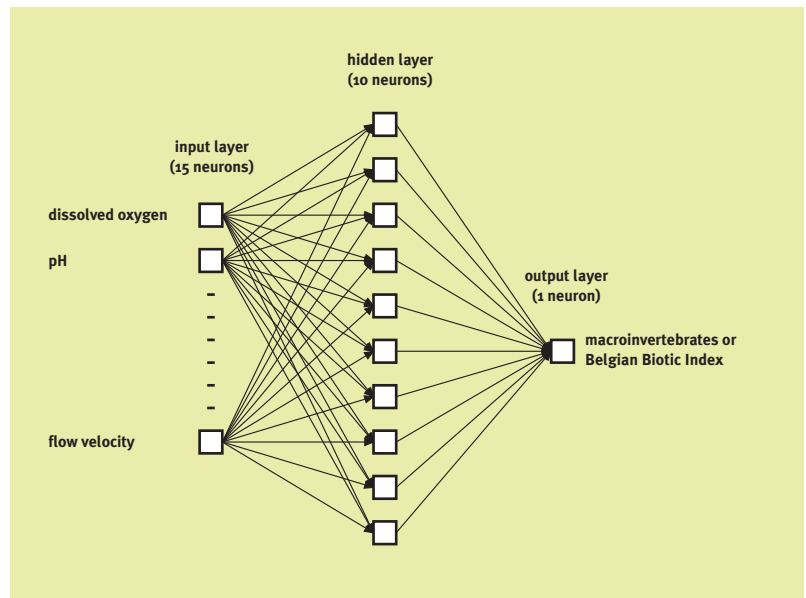 hidden layer
(10 neurons)
input layer
(15 neurons)
dissolved oxygen
pH
flow velocity
output layer
(1 neuron)
macroinvertebrates or
Belgian Biotic Index